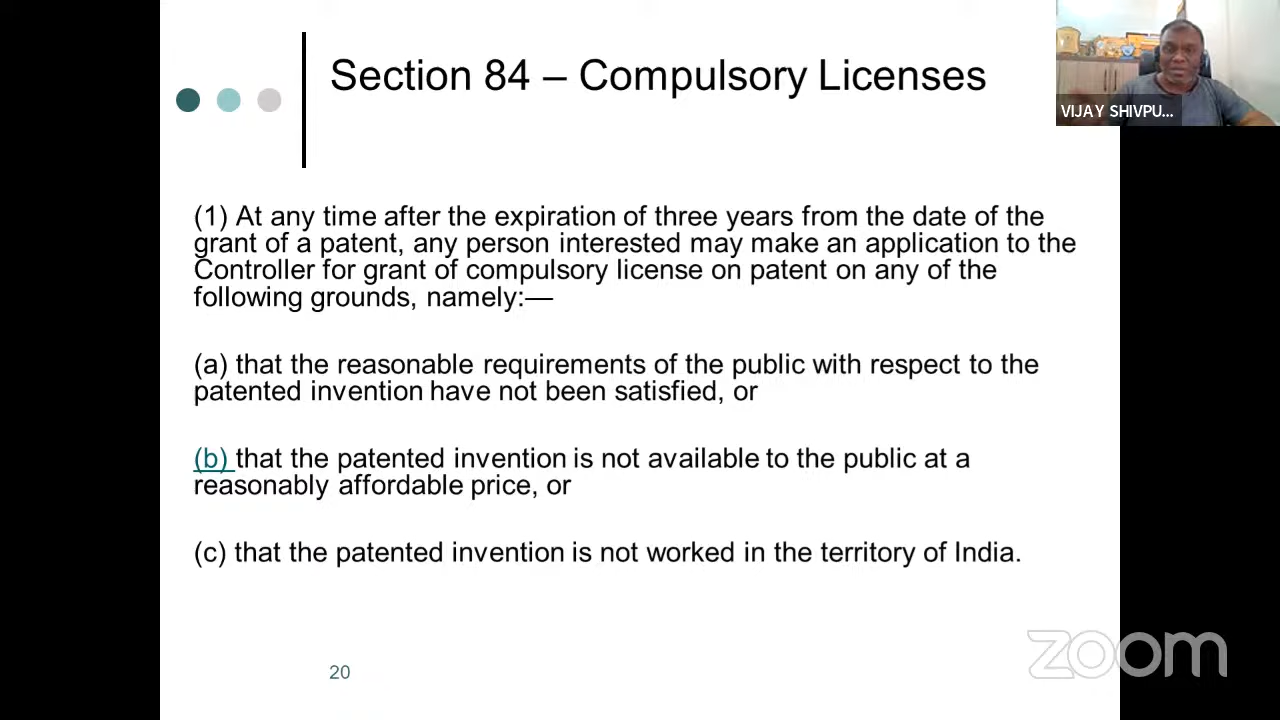 Section 84 – Compulsory Licenses
VIJAY SHIVPU...
(1) At any time after the expiration of three years from the date of the
grant of a patent, any person interested may make an application to the
Controller for grant of compulsory license on patent on any of the
following grounds, namely:—
(a) that the reasonable requirements of the public with respect to the
patented invention have not been satisfied, or
(b) that the patented invention is not available to the public at a
reasonably affordable price, or
(c) that the patented invention is not worked in the territory of India.
zoom
20